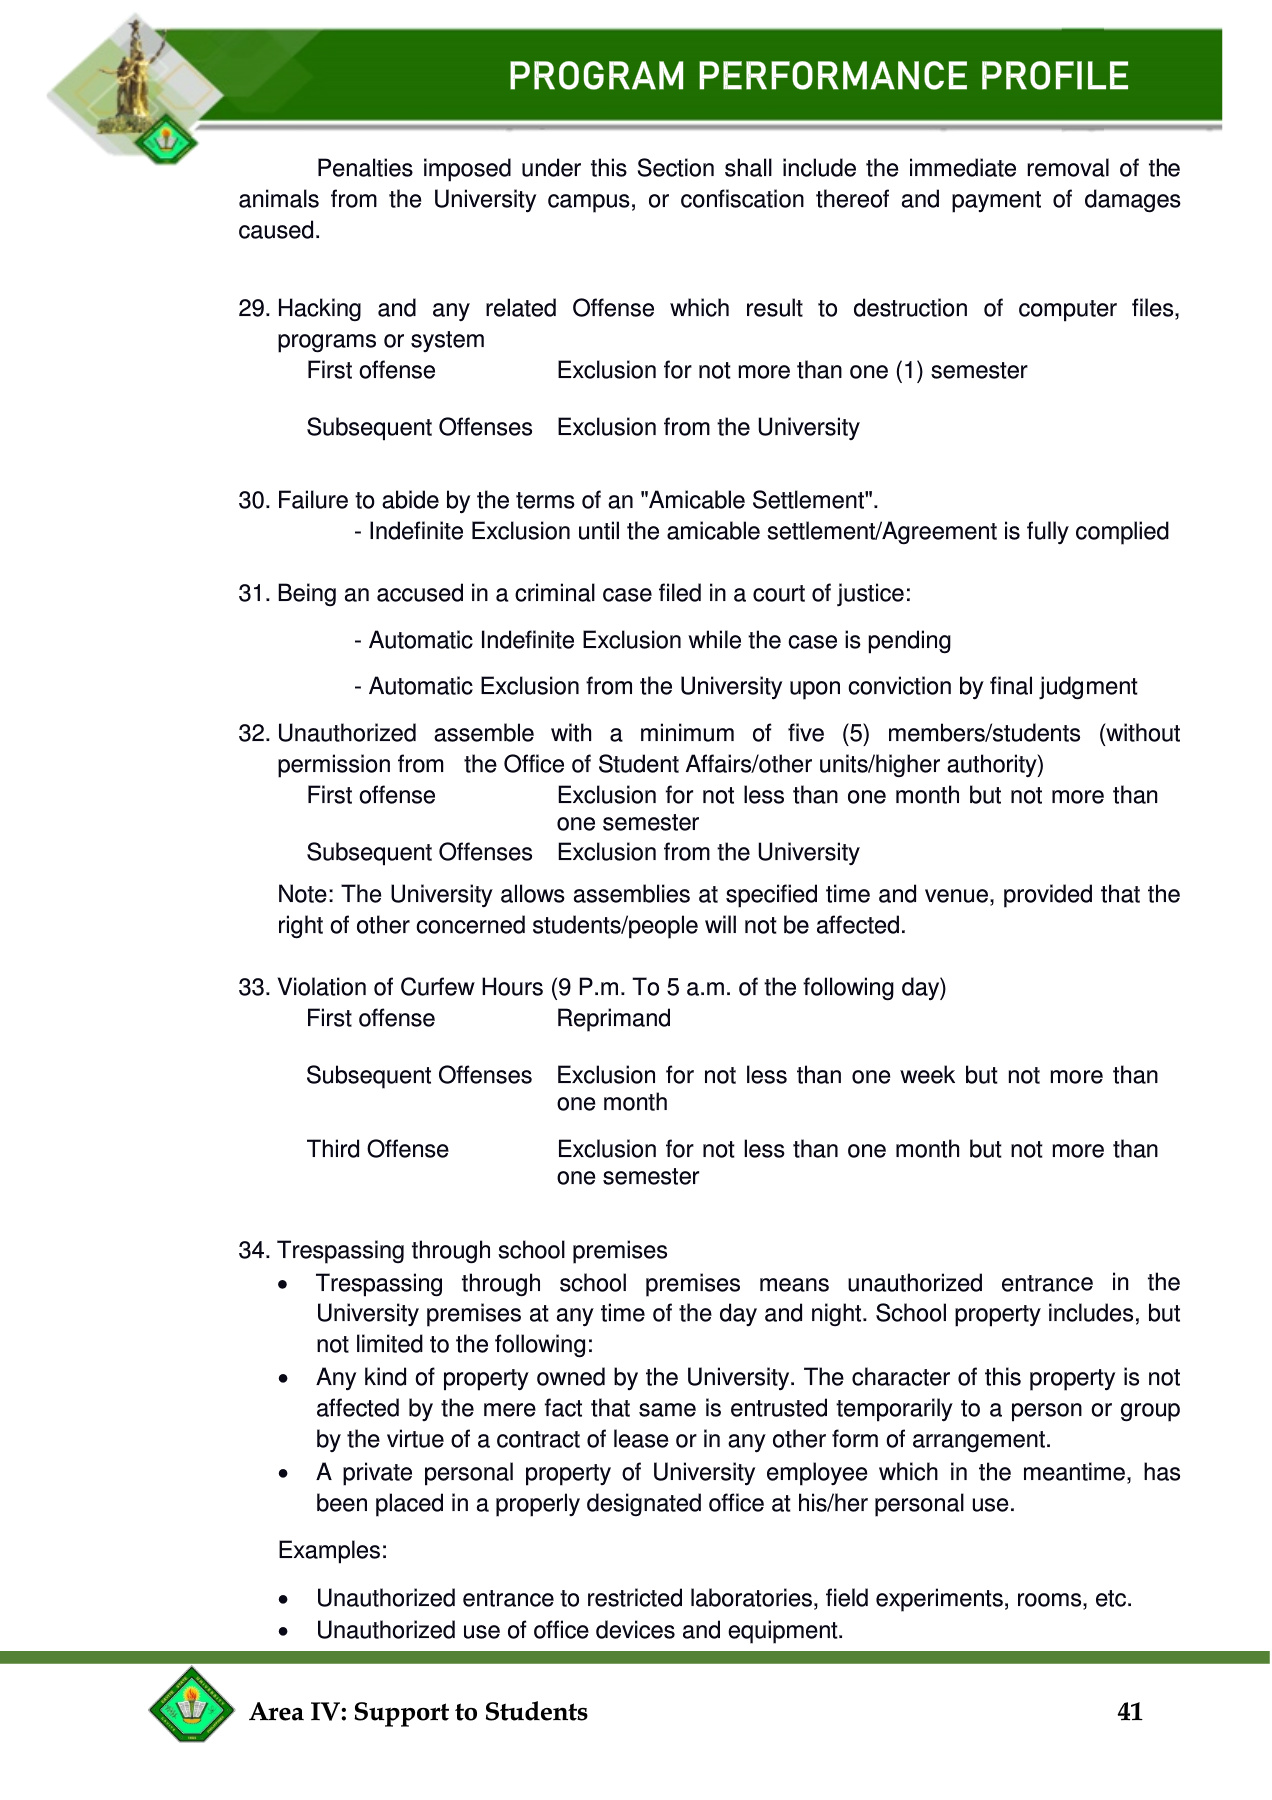 PROGRAM PERFORMANCE PROFILE
Penalties imposed under this Section shall include the immediate removal of the
animals from the University campus, or confiscation thereof and payment of damages
caused.
29. Hacking and any related Offense which result to destruction of computer files,
programs or system
First offense Exclusion for not more than one (1) semester
Subsequent Offenses Exclusion from the University
30. Failure to abide by the terms of an "Amicable Settlement".
- Indefinite Exclusion until the amicable settlement/Agreement is fully complied
31. Being an accused in a criminal case filed in a court of justice:
- Automatic Indefinite Exclusion while the case is pending
- Automatic Exclusion from the University upon conviction by final judgment
32. Unauthorized assemble with a minimum of five (5) members/students (without
permission from the Office of Student Affairs/other units/higher authority)
First offense Exclusion for not less than one month but not more than
one semester
Subsequent Offenses Exclusion from the University
Note: The University allows assemblies at specified time and venue, provided that the
right of other concerned students/people will not be affected.
33. Violation of Curfew Hours (9 P.m. To 5 a.m. of the following day)
First offense Reprimand
Subsequent Offenses Exclusion for not less than one week but not more than
one month
Third Offense Exclusion for not less than one month but not more than
one semester
34. Trespassing through school premises
• Trespassing through school premises means unauthorized entrance in the
University premises at any time of the day and night. School property includes, but
not limited to the following:
• Any kind of property owned by the University. The character of this property is not
affected by the mere fact that same is entrusted temporarily to a person or group
by the virtue of a contract of lease or in any other form of arrangement.
• A private personal property of University employee which in the meantime, has
been placed in a properly designated office at his/her personal use.
Examples:
• Unauthorized entrance to restricted laboratories, field experiments, rooms, etc.
• Unauthorized use of office devices and equipment.
Area IV: Support to Students 41